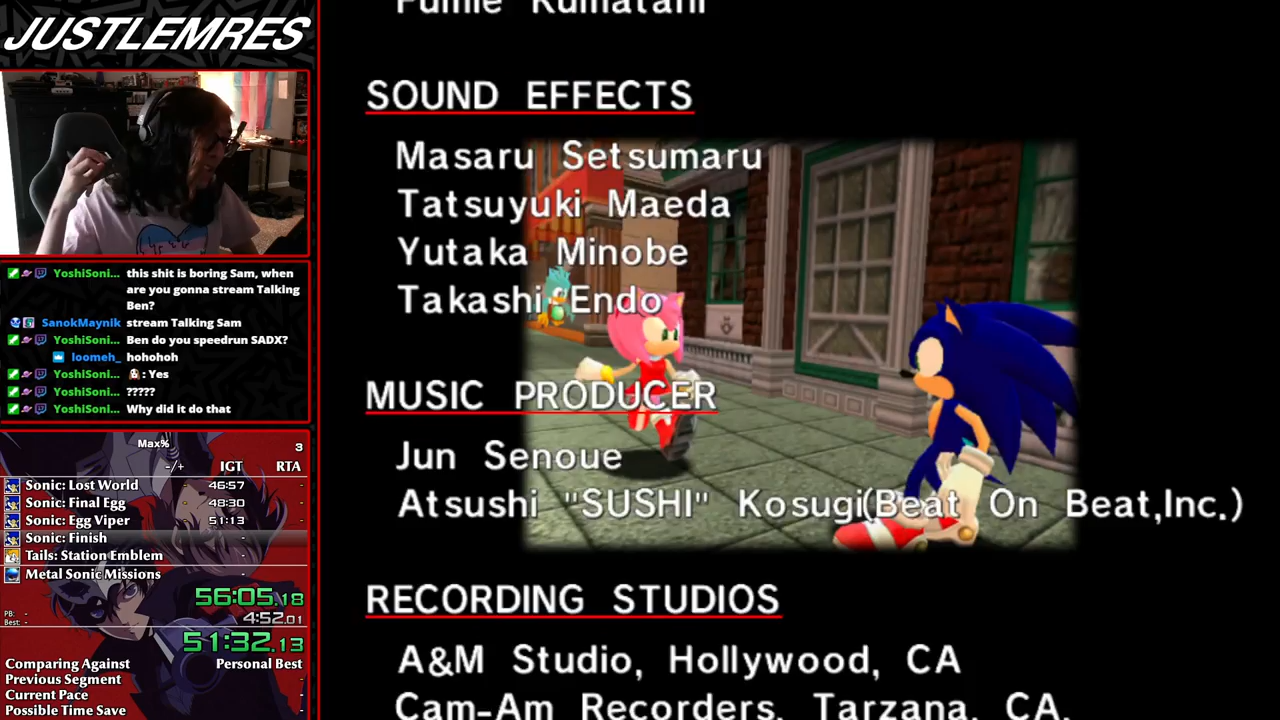 JUSTLEMRES
Fumie Kumatani
SOUND EFFECTS
Masaru Setsumaru
Tatsuyuki Maeda
Yutaka Minobe
Takashi Endo
MUSIC PRODUCER
Jun Senoue
Atsushi "SUSHI" Kosugi(Beat On Beat,Inc.)
RECORDING STUDIOS
A&M Studio, Hollywood, CA
Cam-Am Recorders, Tarzana, CA.
YoshiSoni... this shit is boring Sam, when
are you gonna stream Talking
Ben?
SanokMaynik stream Talking Sam
YoshiSoni... Ben do you speedrun SADX?
loomeh_ hohohoh
YoshiSoni... : Yes
YoshiSoni... ?????
YoshiSoni... Why did it do that
Max% 3
-/+ IGT RTA
Sonic: Lost World - 46:57 -
Sonic: Final Egg - 48:30 -
Sonic: Egg Viper - 51:13 -
Sonic: Finish -
Tails: Station Emblem -
Metal Sonic Missions -
56:05.18
PB: -
Best: -
4:52.01
51:32.13
Comparing Against Personal Best
Previous Segment -
Current Pace -
Possible Time Save -